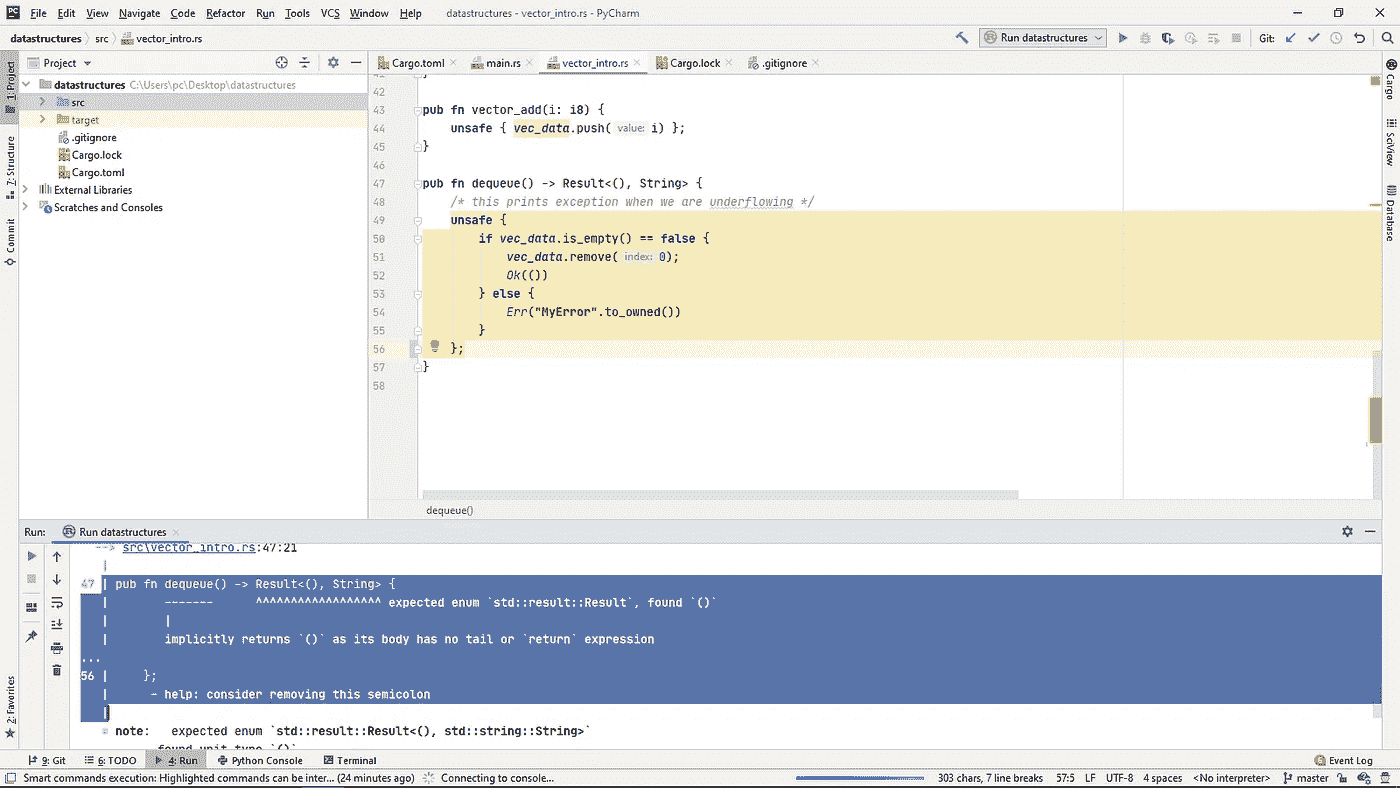 PC File Edit View Navigate Code Refactor Run Tools VCS Window Help datastructures - vector_intro.rs - PyCharm
datastructures src vector_intro.rs Run datastructures Git:
Project
Cargo.toml main.rs vector_intro.rs Cargo.lock .gitignore
datastructures C:\Users\pc\Desktop\datastructures
src
target
.gitignore
Cargo.lock
Cargo.toml
External Libraries
Scratches and Consoles
1: Project
7: Structure
Commit
2: Favorites
41 }
42
43 pub fn vector_add(i: i8) {
44 unsafe { vec_data.push( value: i) };
45 }
46
47 pub fn dequeue() -> Result<(), String> {
48 /* this prints exception when we are underflowing */
49 unsafe {
50 if vec_data.is_empty() == false {
51 vec_data.remove( index: 0);
52 Ok(())
53 } else {
54 Err("MyError".to_owned())
55 }
56 };
57 }
58
dequeue()
Cargo
SciView
Database
Run: Run datastructures
--> src\vector_intro.rs:47:21
|
47 | pub fn dequeue() -> Result<(), String> {
| ------- ^^^^^^^^^^^^^^^^^^ expected enum `std::result::Result`, found `()`
| |
| implicitly returns `()` as its body has no tail or `return` expression
...
56 | };
| - help: consider removing this semicolon
|
= note: expected enum `std::result::Result<(), std::string::String>`
found unit type `()`
9: Git 6: TODO 4: Run Python Console Terminal Event Log
Smart commands execution: Highlighted commands can be inter... (24 minutes ago) Connecting to console... 303 chars, 7 line breaks 57:5 LF UTF-8 4 spaces <No interpreter> master